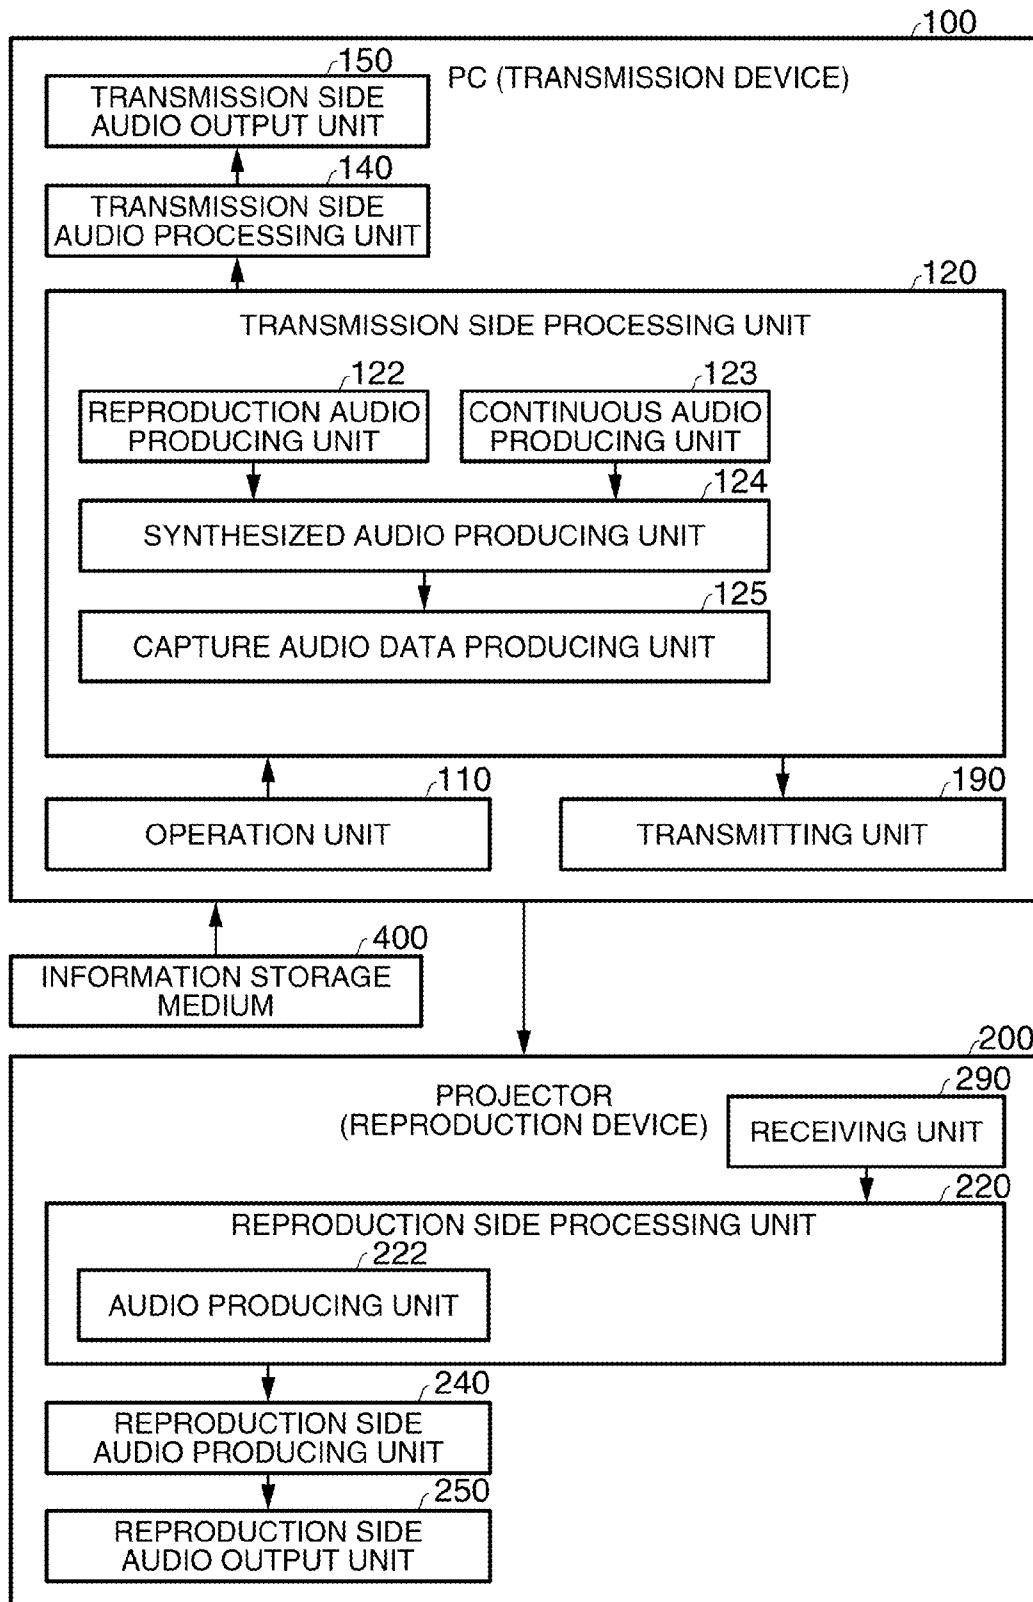 100
PC (TRANSMISSION DEVICE)
150
TRANSMISSION SIDE
AUDIO OUTPUT UNIT
140
TRANSMISSION SIDE
AUDIO PROCESSING UNIT
120
TRANSMISSION SIDE PROCESSING UNIT
122
REPRODUCTION AUDIO
PRODUCING UNIT
123
CONTINUOUS AUDIO
PRODUCING UNIT
124
SYNTHESIZED AUDIO PRODUCING UNIT
125
CAPTURE AUDIO DATA PRODUCING UNIT
110
OPERATION UNIT
190
TRANSMITTING UNIT
400
INFORMATION STORAGE
MEDIUM
200
PROJECTOR
(REPRODUCTION DEVICE)
290
RECEIVING UNIT
220
REPRODUCTION SIDE PROCESSING UNIT
222
AUDIO PRODUCING UNIT
240
REPRODUCTION SIDE
AUDIO PRODUCING UNIT
250
REPRODUCTION SIDE
AUDIO OUTPUT UNIT